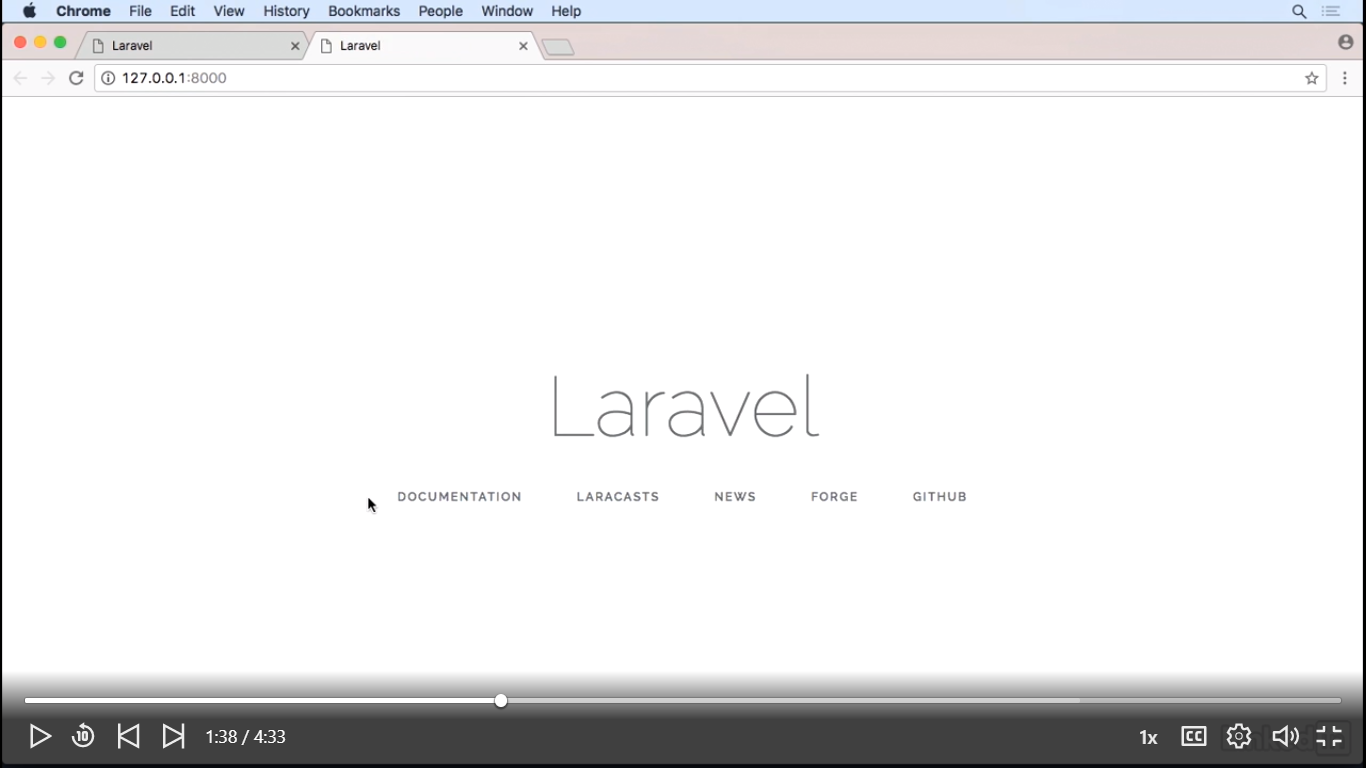 Chrome File Edit View History Bookmarks People Window Help
Laravel Laravel
127.0.0.1:8000
Laravel
DOCUMENTATION LARACASTS NEWS FORGE GITHUB
10 1:38 / 4:33 1x CC